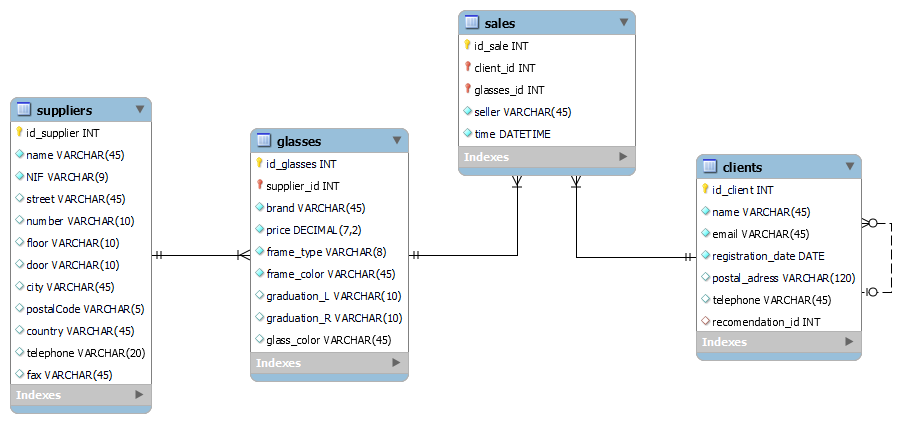 suppliers
id_supplier INT
name VARCHAR(45)
NIF VARCHAR(9)
street VARCHAR(45)
number VARCHAR(10)
floor VARCHAR(10)
door VARCHAR(10)
city VARCHAR(45)
postalCode VARCHAR(5)
country VARCHAR(45)
telephone VARCHAR(20)
fax VARCHAR(45)
Indexes
glasses
id_glasses INT
supplier_id INT
brand VARCHAR(45)
price DECIMAL(7,2)
frame_type VARCHAR(8)
frame_color VARCHAR(45)
graduation_L VARCHAR(10)
graduation_R VARCHAR(10)
glass_color VARCHAR(45)
Indexes
sales
id_sale INT
client_id INT
glasses_id INT
seller VARCHAR(45)
time DATETIME
Indexes
clients
id_client INT
name VARCHAR(45)
email VARCHAR(45)
registration_date DATE
postal_adress VARCHAR(120)
telephone VARCHAR(45)
recomendation_id INT
Indexes